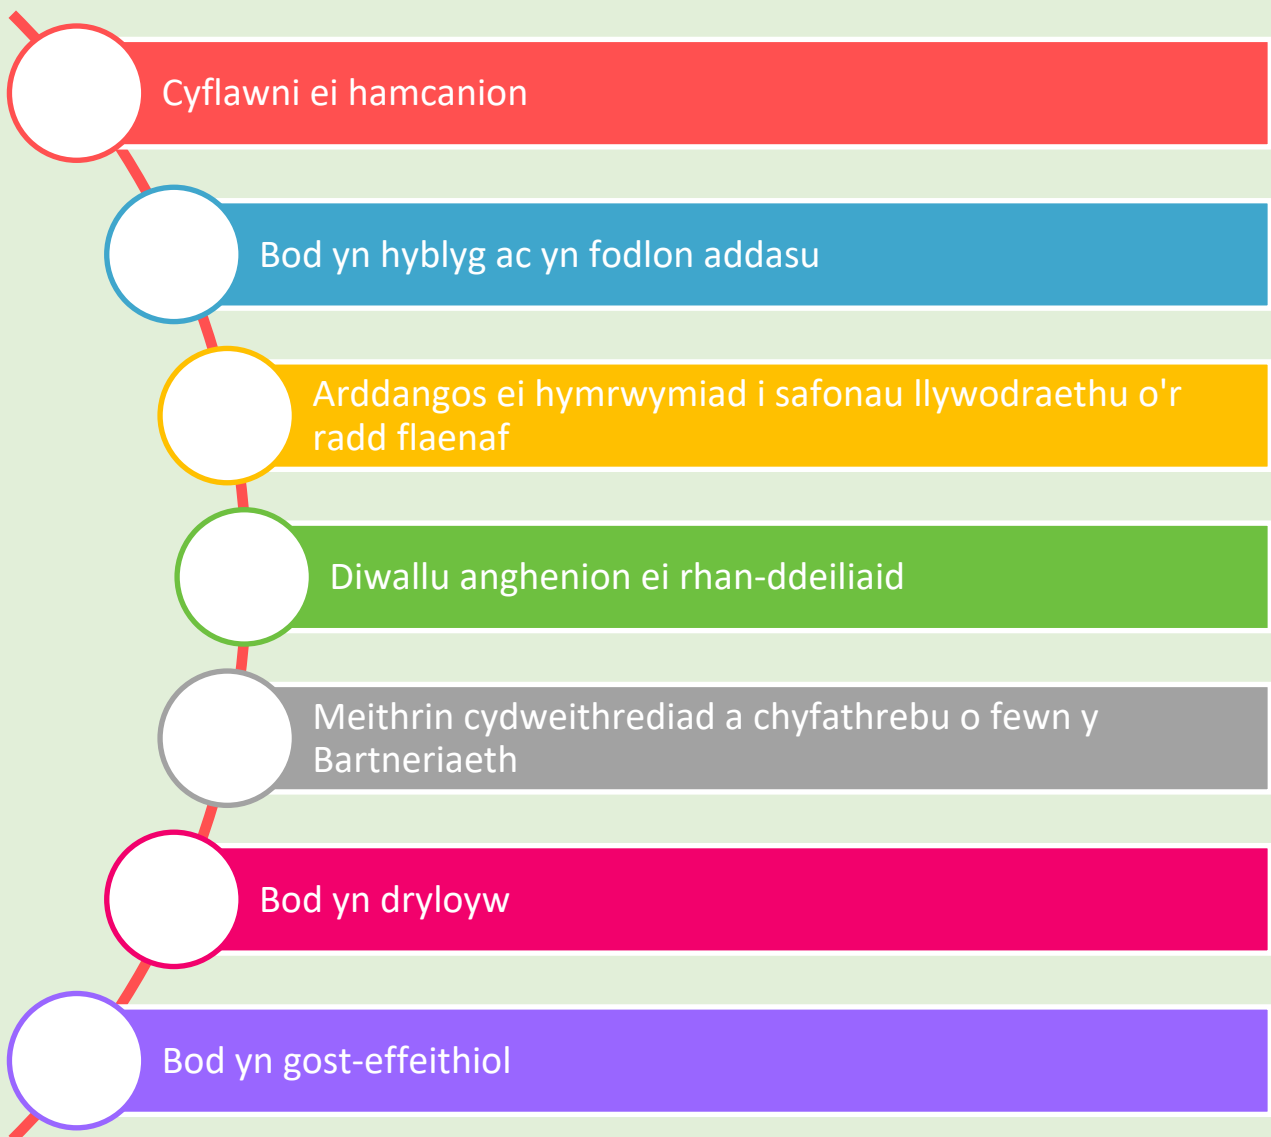 Cyflawni ei hamcanion
Bod yn hyblyg ac yn fodlon addasu
Arddangos ei hymrwymiad i safonau llywodraethu o'r
radd flaenaf
Diwallu anghenion ei rhan-ddeiliaid
Meithrin cydweithrediad a chyfathrebu o fewn y
Bartneriaeth
Bod yn dryloyw
Bod yn gost-effeithiol